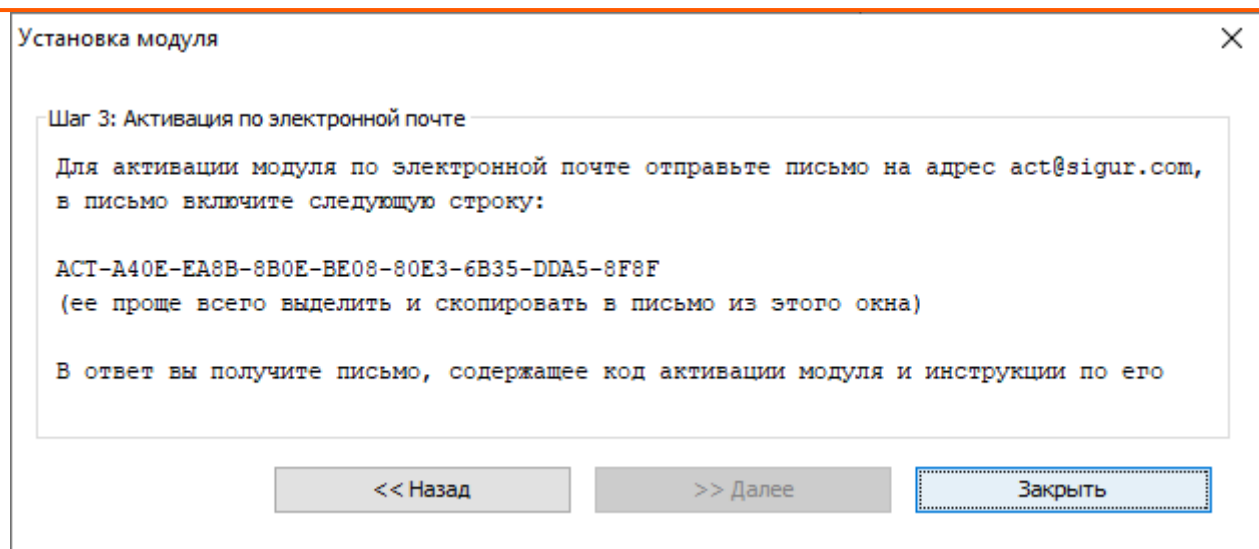 Установка модуля
Шаг 3: Активация по электронной почте
Для активации модуля по электронной почте отправьте письмо на адрес act@sigur.com,
в письмо включите следующую строку:
ACT-A40E-EA8B-8B0E-BE08-80E3-6B35-DDA5-8F8F
(ее проще всего выделить и скопировать в письмо из этого окна)
В ответ вы получите письмо, содержащее код активации модуля и инструкции по его
<< Назад
>> Далее
Закрыть